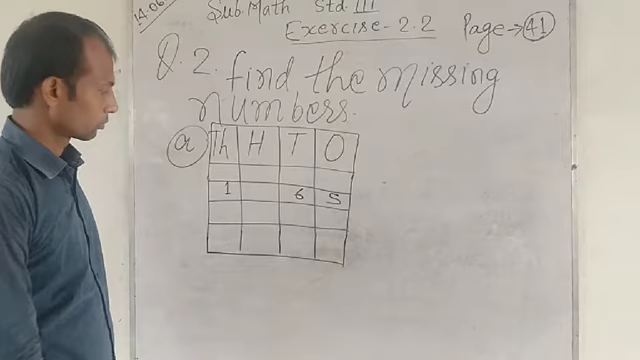 14-06
Sub. Math Std. III
Exercise - 2.2 Page → 41
Q. 2. find the missing
numbers.
a Th H T O
1 6 5